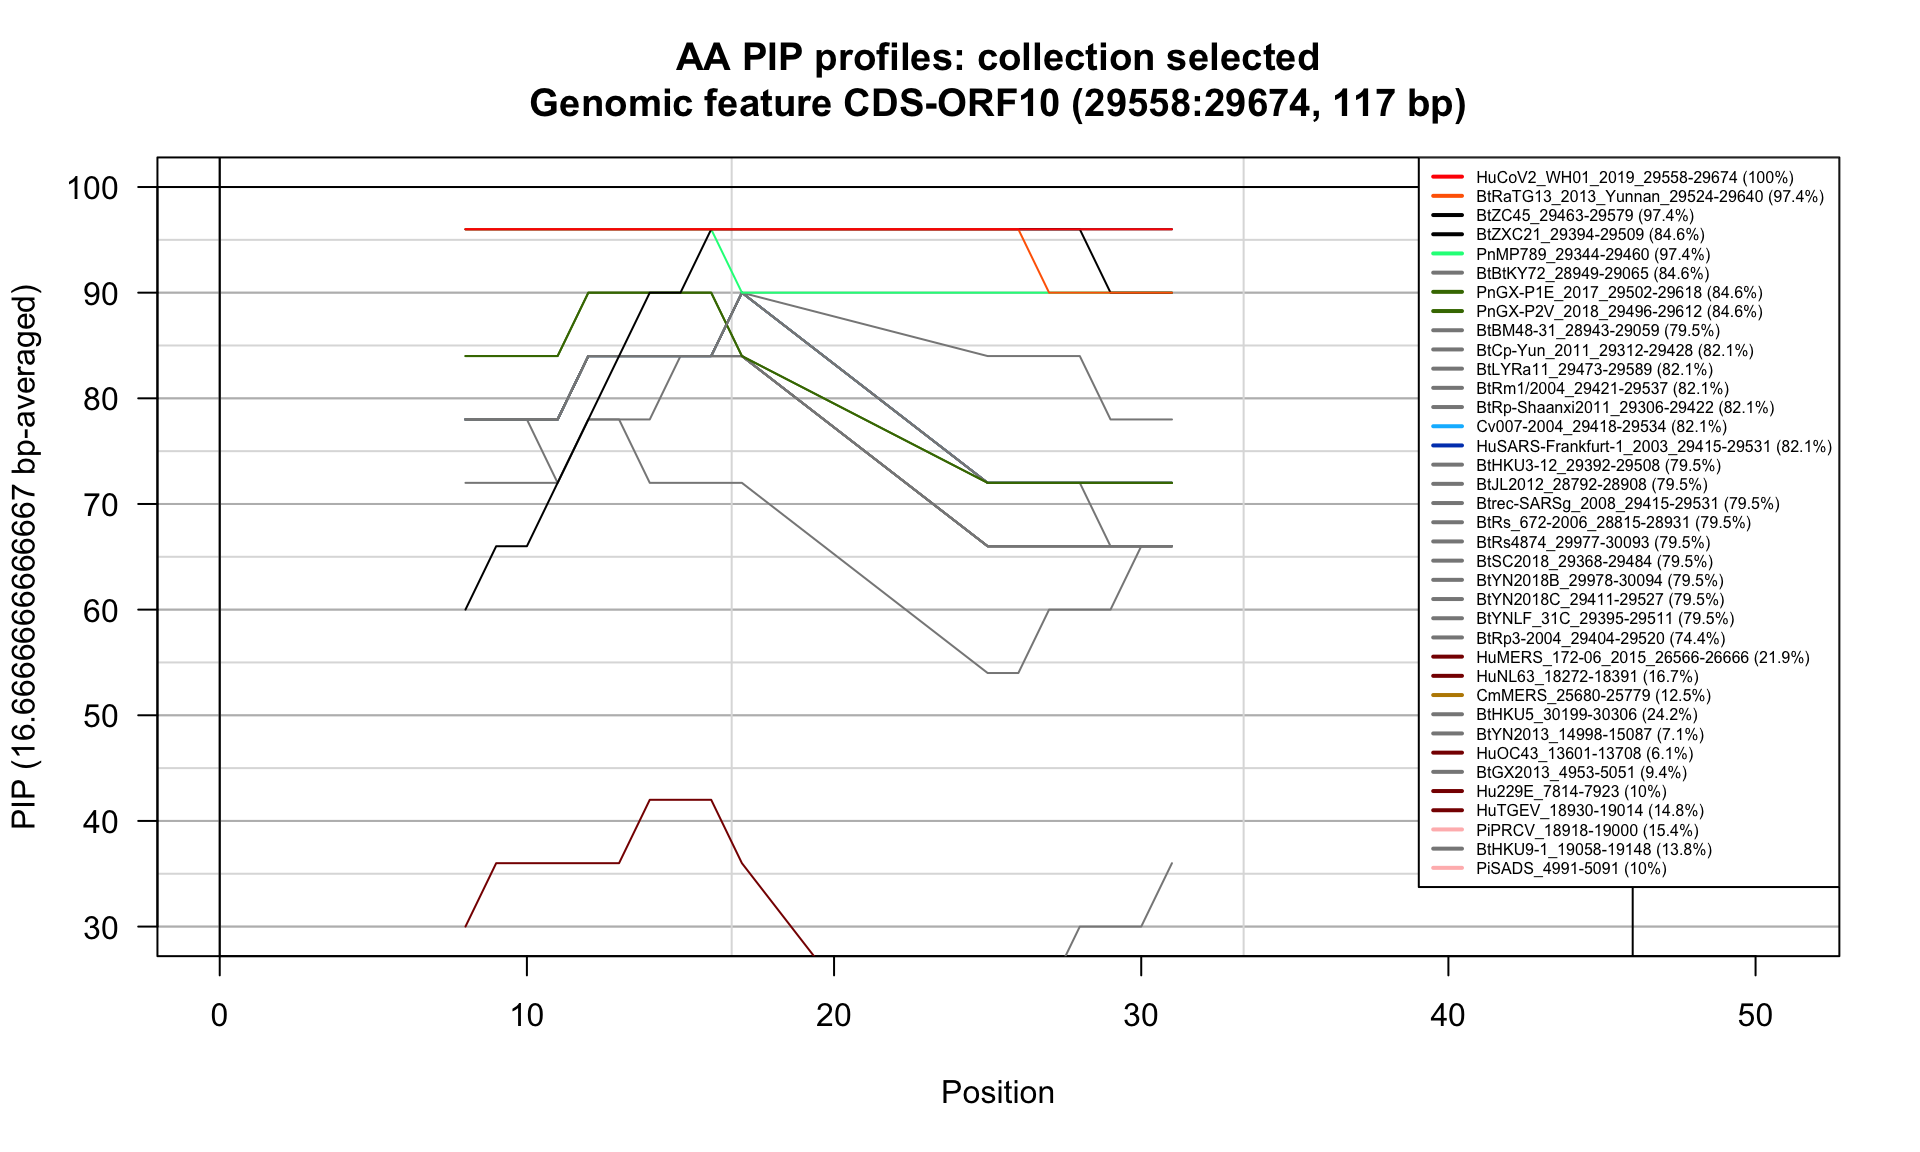 AA PIP profiles: collection selected
Genomic feature CDS-ORF10 (29558:29674, 117 bp)
PIP (16.6666666666667 bp-averaged)
100
90
80
70
60
50
40
30
HuCoV2_WH01_2019_29558-29674 (100%)
BtRaTG13_2013_Yunnan_29524-29640 (97.4%)
BtZC45_29463-29579 (97.4%)
BtZXC21_29394-29509 (84.6%)
PnMP789_29344-29460 (97.4%)
BtBtKY72_28949-29065 (84.6%)
PnGX-P1E_2017_29502-29618 (84.6%)
PnGX-P2V_2018_29496-29612 (84.6%)
BtBM48-31_28943-29059 (79.5%)
BtCp-Yun_2011_29312-29428 (82.1%)
BtLYRa11_29473-29589 (82.1%)
BtRm1/2004_29421-29537 (82.1%)
BtRp-Shaanxi2011_29306-29422 (82.1%)
Cv007-2004_29418-29534 (82.1%)
HuSARS-Frankfurt-1_2003_29415-29531 (82.1%)
BtHKU3-12_29392-29508 (79.5%)
BtJL2012_28792-28908 (79.5%)
Btrec-SARSg_2008_29415-29531 (79.5%)
BtRs_672-2006_28815-28931 (79.5%)
BtRs4874_29977-30093 (79.5%)
BtSC2018_29368-29484 (79.5%)
BtYN2018B_29978-30094 (79.5%)
BtYN2018C_29411-29527 (79.5%)
BtYNLF_31C_29395-29511 (79.5%)
BtRp3-2004_29404-29520 (74.4%)
HuMERS_172-06_2015_26566-26666 (21.9%)
HuNL63_18272-18391 (16.7%)
CmMERS_25680-25779 (12.5%)
BtHKU5_30199-30306 (24.2%)
BtYN2013_14998-15087 (7.1%)
HuOC43_13601-13708 (6.1%)
BtGX2013_4953-5051 (9.4%)
Hu229E_7814-7923 (10%)
HuTGEV_18930-19014 (14.8%)
PiPRCV_18918-19000 (15.4%)
BtHKU9-1_19058-19148 (13.8%)
PiSADS_4991-5091 (10%)
0 10 20 30 40 50
Position